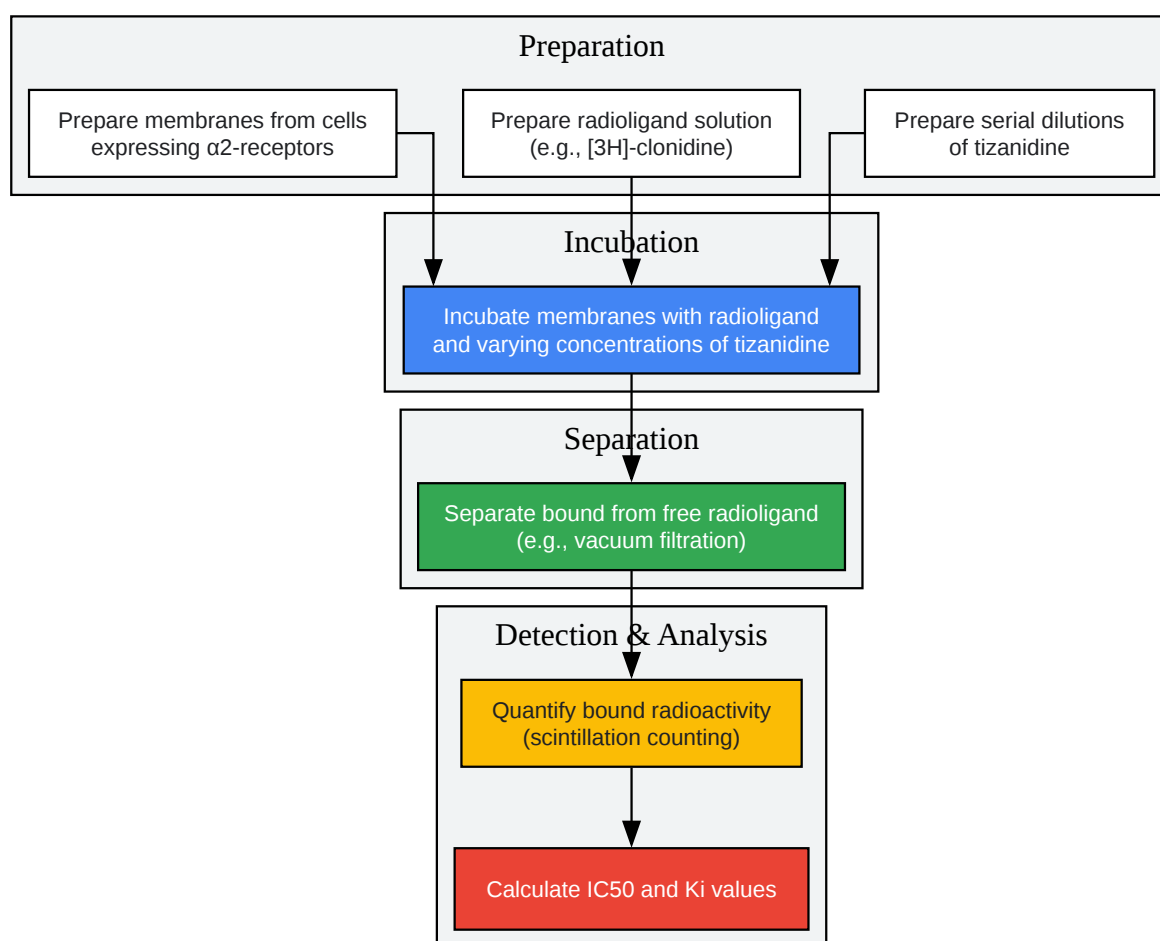 Preparation
Prepare membranes from cells
expressing α2-receptors
Prepare radioligand solution
(e.g., [3H]-clonidine)
Prepare serial dilutions
of tizanidine
Incubation
Incubate membranes with radioligand
and varying concentrations of tizanidine
Separation
Separate bound from free radioligand
(e.g., vacuum filtration)
Detection & Analysis
Quantify bound radioactivity
(scintillation counting)
Calculate IC50 and Ki values